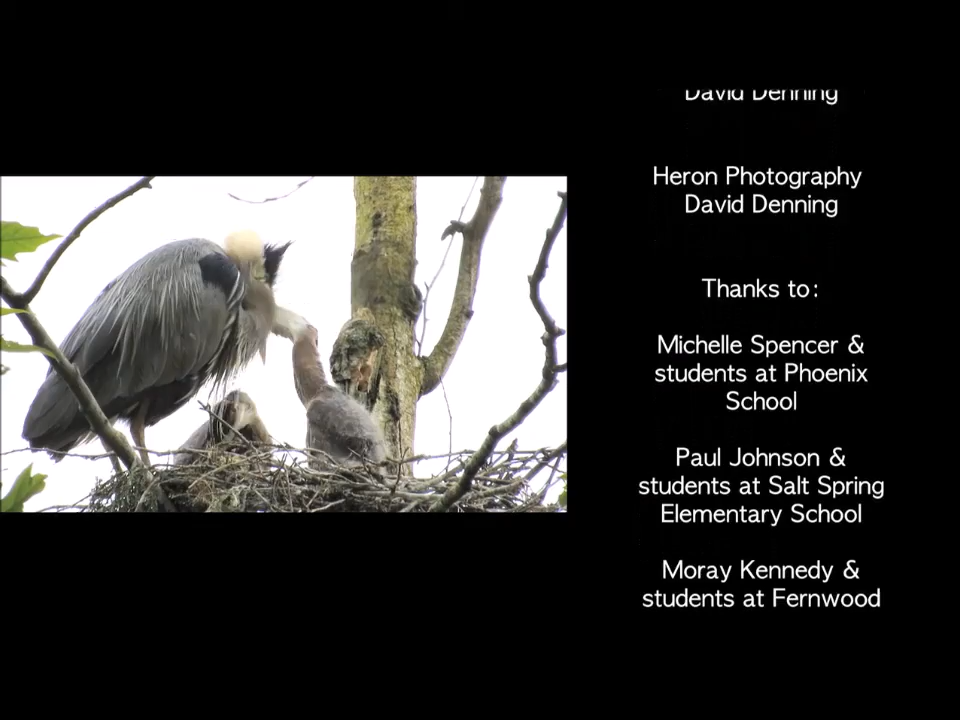 David Denning
Heron Photography
David Denning
Thanks to:
Michelle Spencer &
students at Phoenix
School
Paul Johnson &
students at Salt Spring
Elementary School
Moray Kennedy &
students at Fernwood